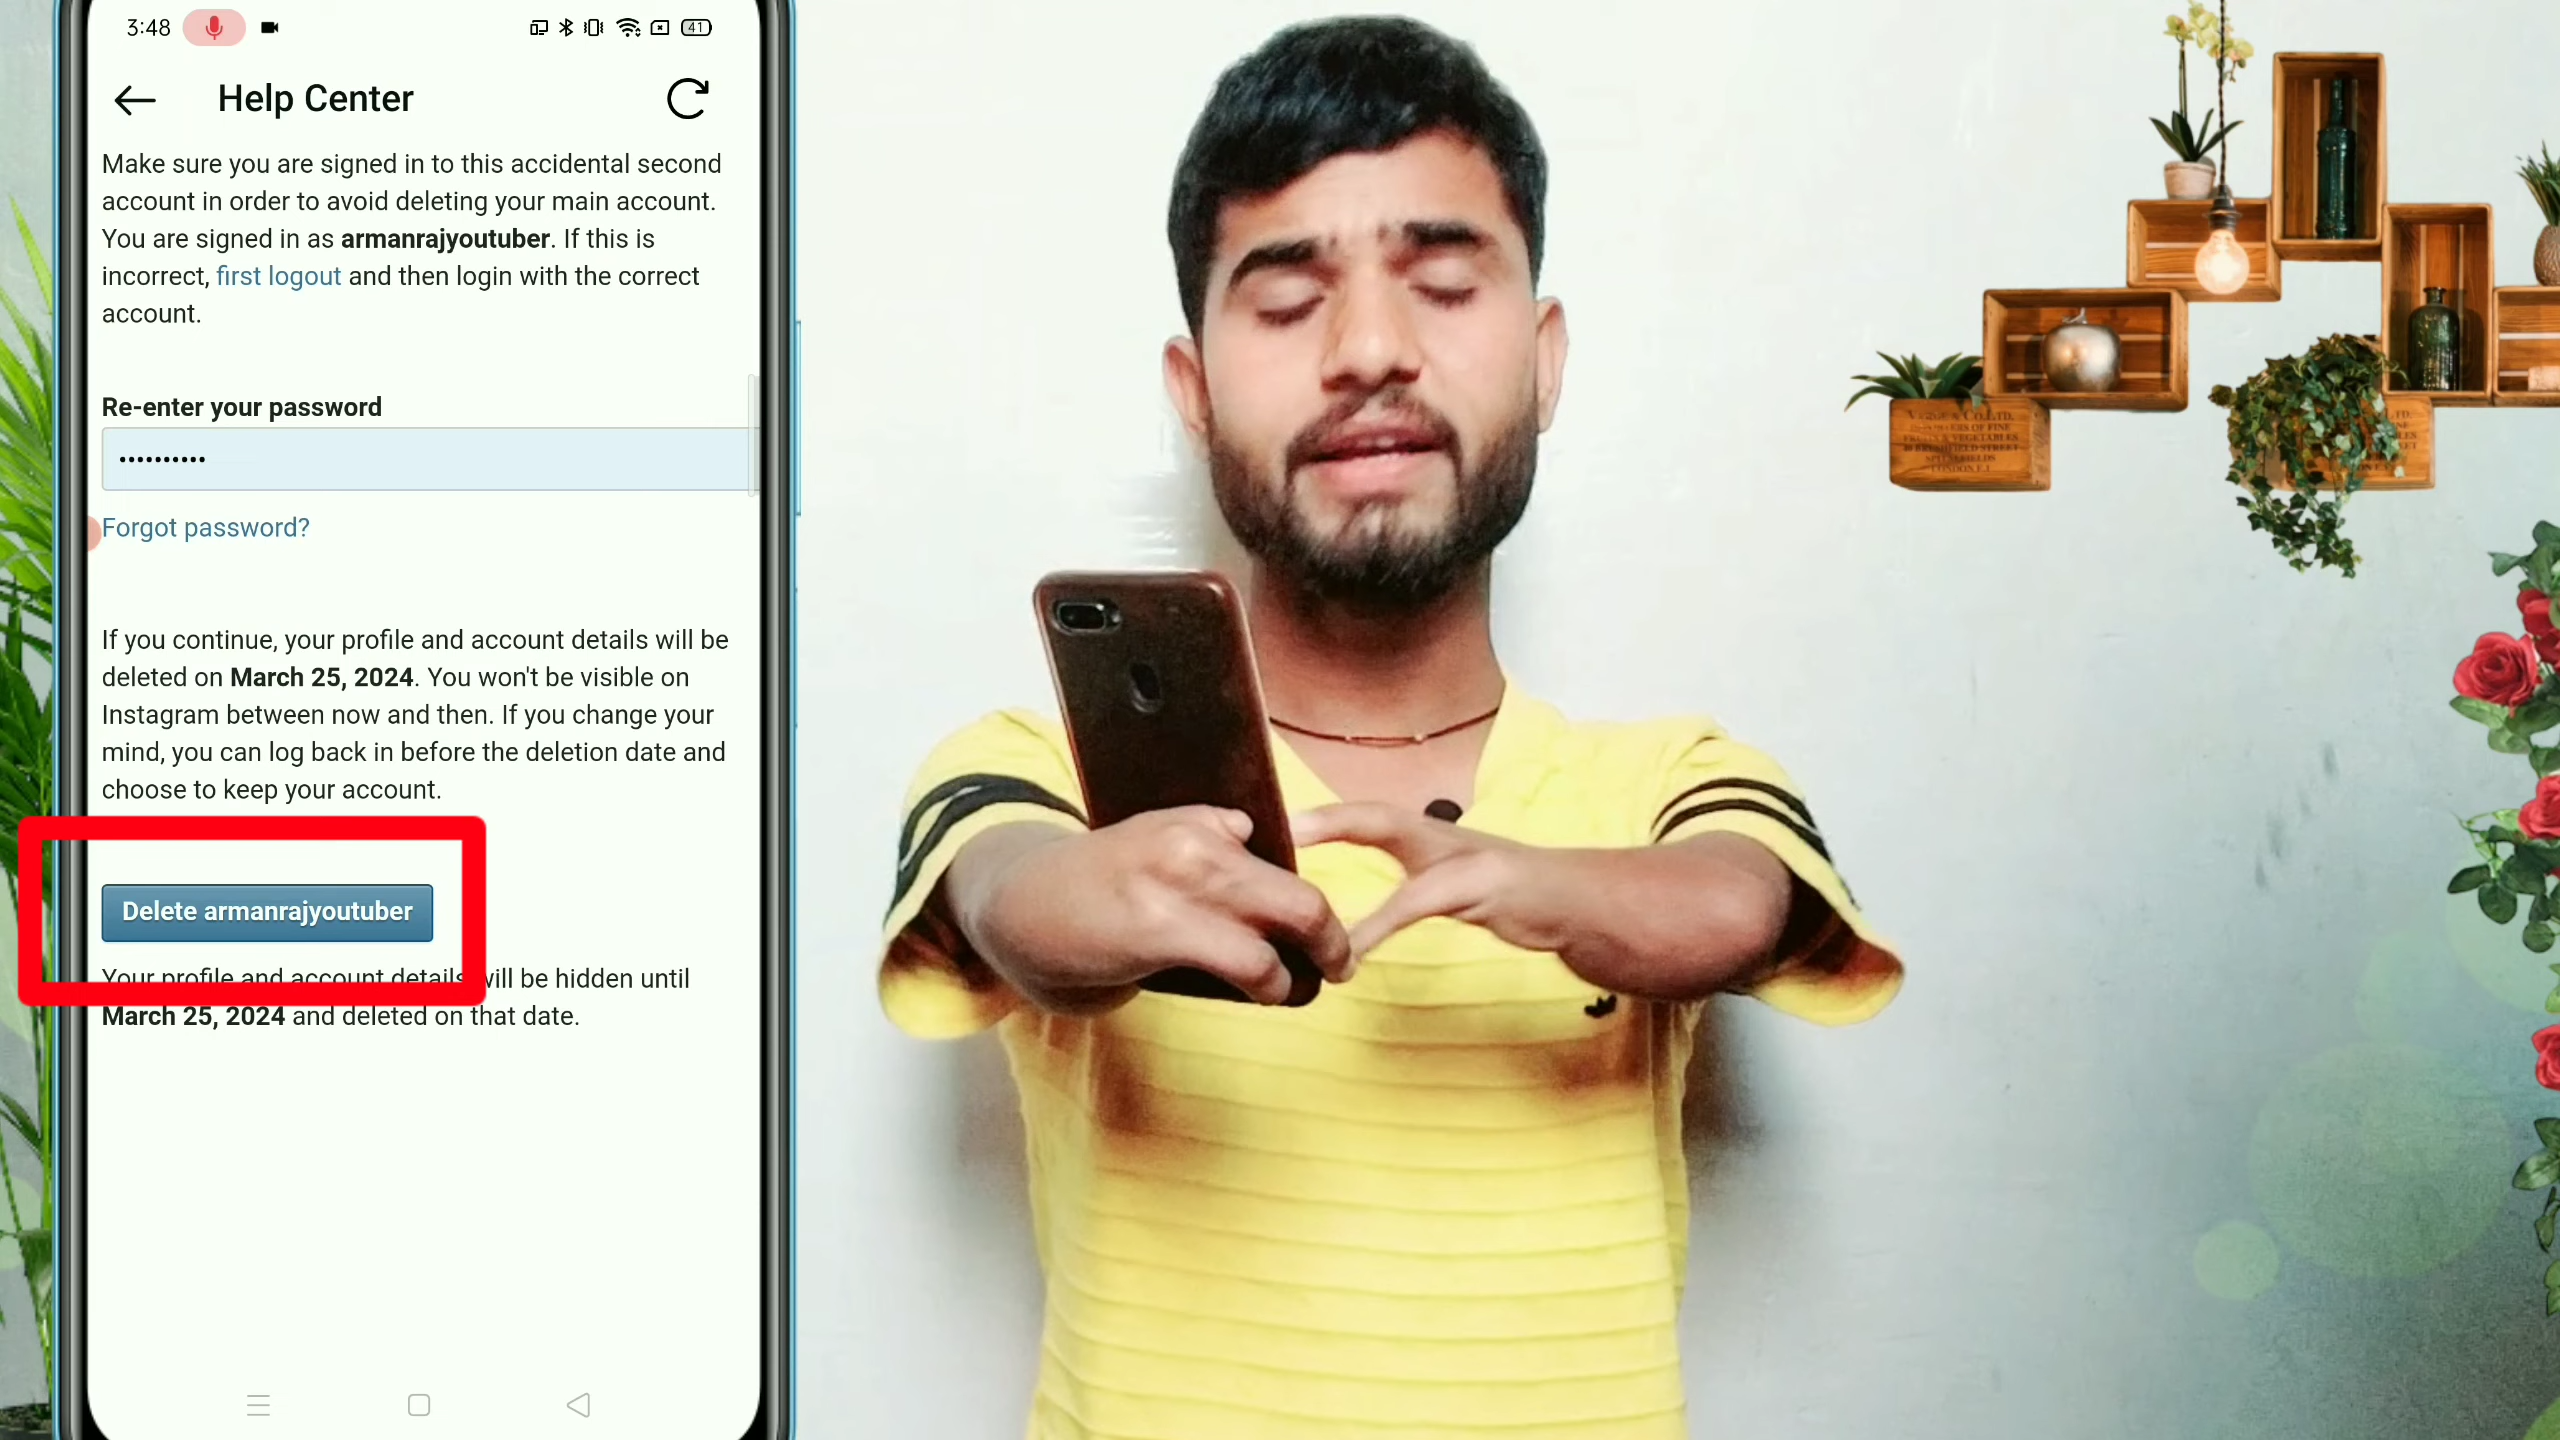 3:48
41
Help Center
Make sure you are signed in to this accidental second
account in order to avoid deleting your main account.
You are signed in as armanrajyoutuber. If this is
incorrect, first logout and then login with the correct
account.
Re-enter your password
••••••••••
Forgot password?
If you continue, your profile and account details will be
deleted on March 25, 2024. You won't be visible on
Instagram between now and then. If you change your
mind, you can log back in before the deletion date and
choose to keep your account.
Delete armanrajyoutuber
Your profile and account details will be hidden until
March 25, 2024 and deleted on that date.
LONDON E.1